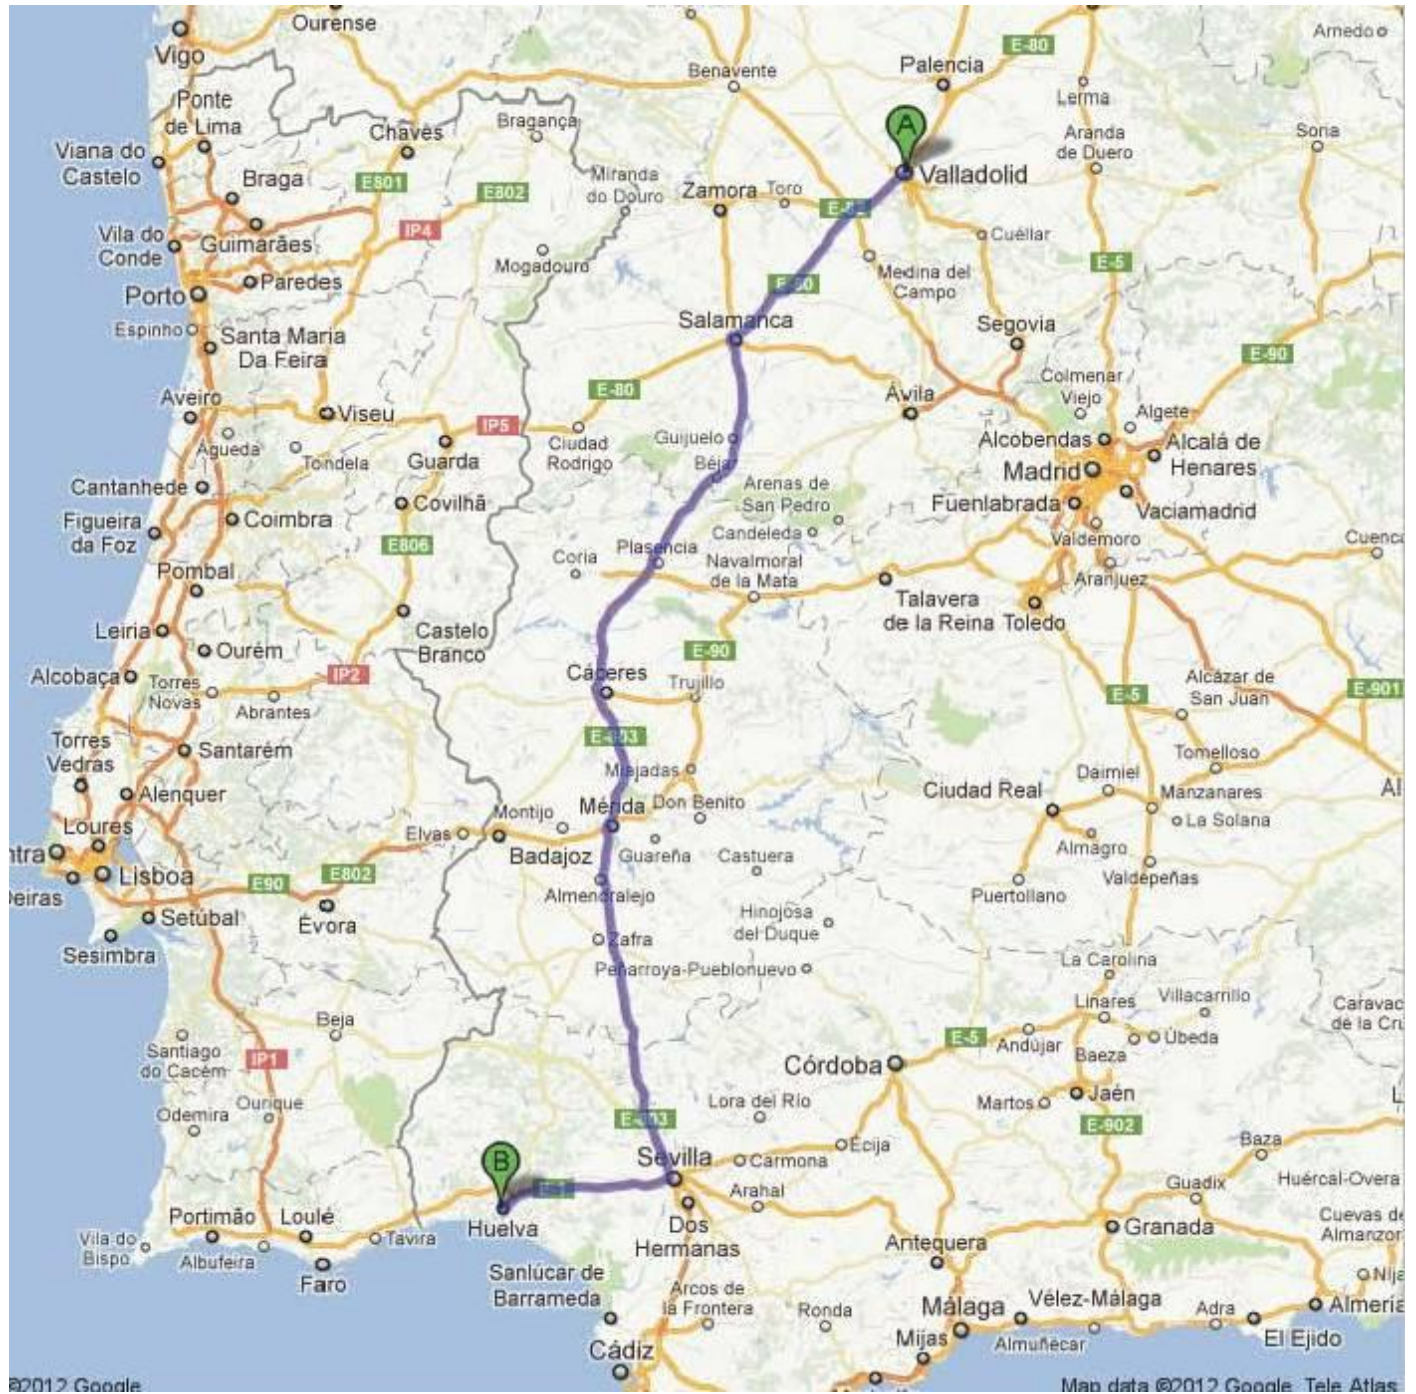 Ourense
Vigo
Arnedo
E-80
Benavente
Palencia
Lerma
Ponte
de Lima
Chaves
Bragança
A
Aranda
de Duero
Soria
Viana do
Castelo
Braga
E801
E802
Miranda
do Douro
Zamora
Toro
Valladolid
IP4
Vila do
Conde
Guimarães
Mogadouro
Cuéllar
E-5
Medina del
Campo
Paredes
Porto
E-80
Espinho
Santa Maria
Da Feira
Salamanca
Segovia
E-90
Colmenar
Viejo
E-80
Ávila
Algete
Aveiro
Viseu
IP5
Águeda
Tondela
Guarda
Ciudad
Rodrigo
Guijuelo
Béjar
Alcobendas
Alcalá de
Henares
Madrid
Cantanhede
Covilhã
Arenas de
San Pedro
Fuenlabrada
Vaciamadrid
Figueira
da Foz
Coimbra
E806
Candeleda
Valdemoro
Plasencia
Coria
Navalmoral
de la Mata
Aranjuez
Pombal
Talavera
de la Reina
Toledo
Leiria
Ourém
Castelo
Branco
E-90
Alcobaça
Torres
Novas
IP2
Abrantes
Cáceres
Trujillo
E-5
Alcázar de
San Juan
E-901
Torres
Vedras
Santarém
E-803
Miajadas
Tomelloso
Daimiel
Alenquer
Ciudad Real
Manzanares
Montijo
Mérida
Don Benito
La Solana
Loures
Elvas
Badajoz
Guareña
Castuera
Almagro
Lisboa
E90
E802
Puertollano
Valdepeñas
Almendralejo
Setúbal
Évora
Hinojosa
del Duque
Sesimbra
Zafra
Peñarroya-Pueblonuevo
La Carolina
Linares
Villacarrillo
Beja
E-5
Andújar
Baeza
Úbeda
Santiago
do Cacém
IP1
Córdoba
Jaén
Odemira
Ourique
Lora del Río
Martos
E-803
E-902
B
Sevilla
Carmona
Écija
Baza
Arahal
Guadix
Huércal-Overa
Huelva
Portimão
Loulé
Tavira
Dos
Hermanas
Granada
Cuevas de
Vila do
Bispo
Albufeira
Faro
Antequera
Sanlúcar de
Barrameda
Arcos de
la Frontera
Ronda
Málaga
Vélez-Málaga
Adra
Almería
Mijas
Almuñécar
El Ejido
Cádiz
©2012 Google
Map data ©2012 Google, Tele Atlas